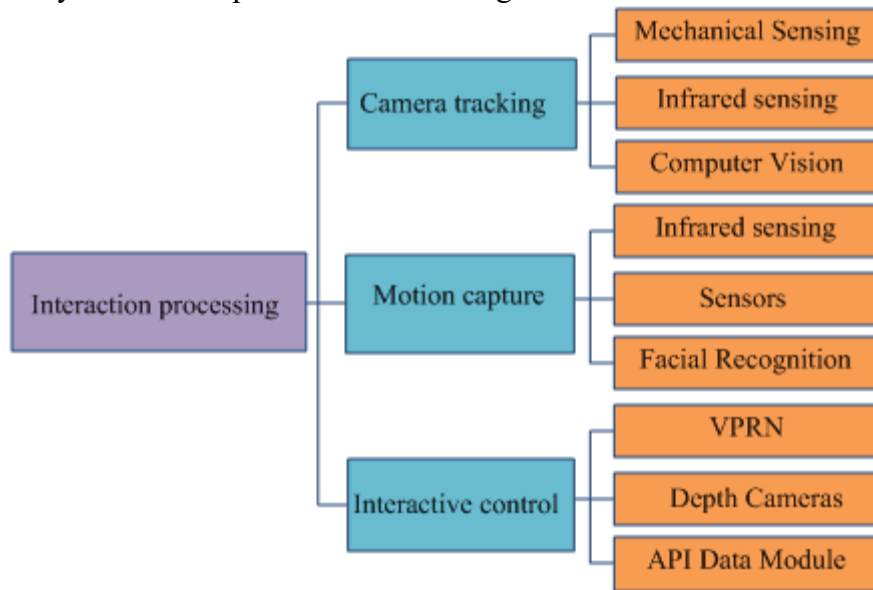 Mechanical Sensing
Camera tracking
Infrared sensing
Computer Vision
Interaction processing
Infrared sensing
Motion capture
Sensors
Facial Recognition
VPRN
Interactive control
Depth Cameras
API Data Module